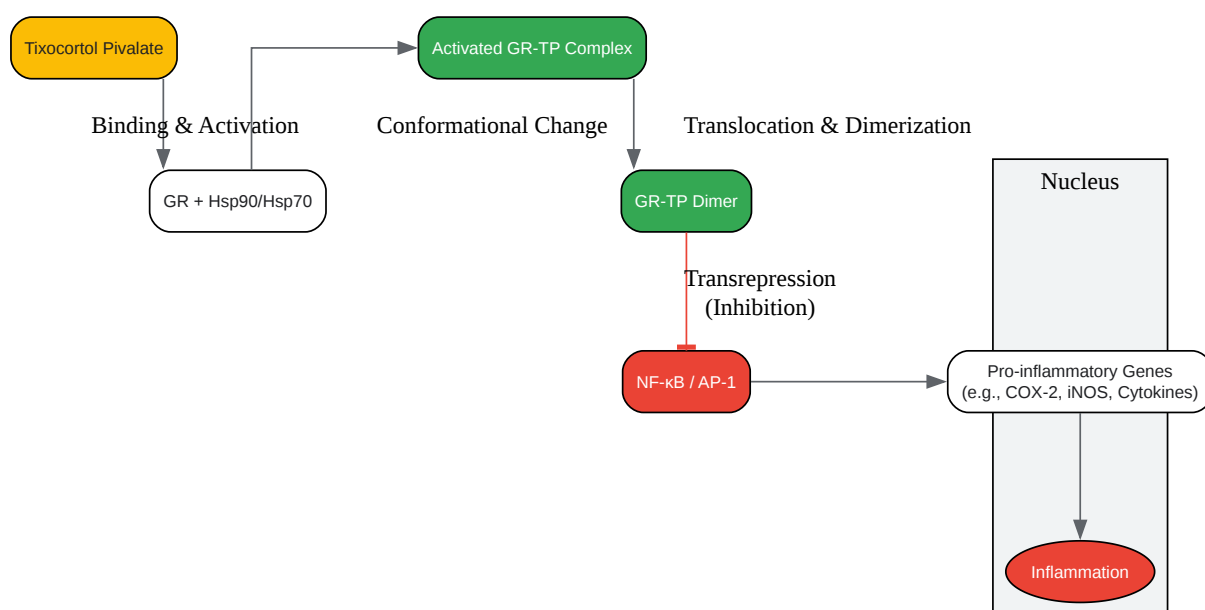 Tixocortol Pivalate
Activated GR-TP Complex
Binding & Activation
Conformational Change
Translocation & Dimerization
GR + Hsp90/Hsp70
GR-TP Dimer
Nucleus
Transrepression
(Inhibition)
NF-κB / AP-1
Pro-inflammatory Genes
(e.g., COX-2, iNOS, Cytokines)
Inflammation